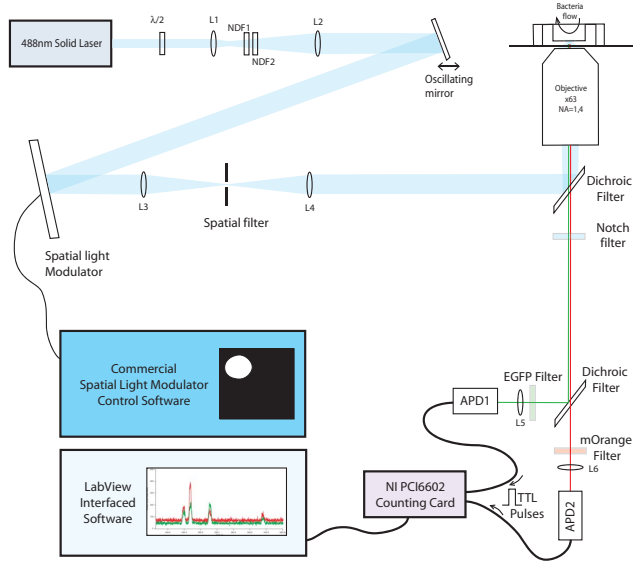 488nm Solid Laser
λ/2
L1
NDF1
NDF2
L2
Oscillating
mirror
Bacteria
flow
Objective
x63
NA=1,4
L3
Spatial filter
L4
Dichroic
Filter
Notch
filter
Spatial light
Modulator
Commercial
Spatial Light Modulator
Control Software
EGFP Filter
Dichroic
Filter
APD1
L5
mOrange
Filter
L6
LabView
Interfaced
Software
NI PCI6602
Counting Card
TTL
Pulses
APD2